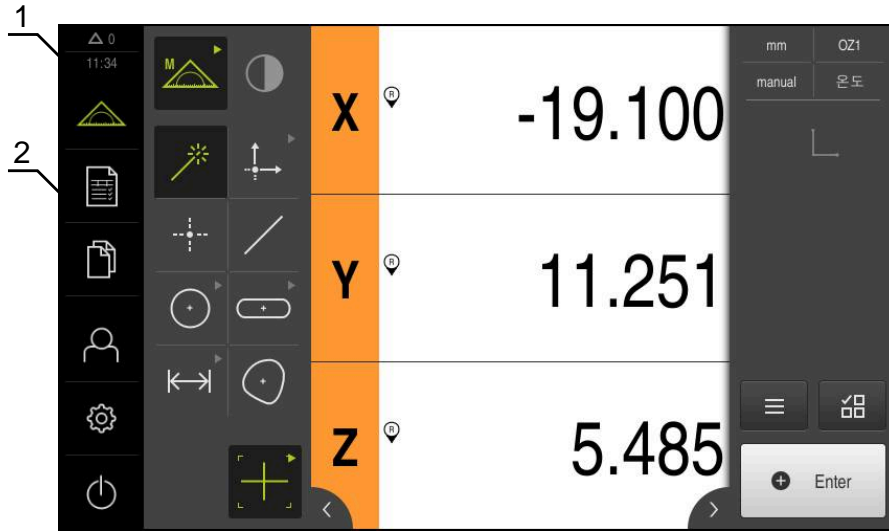 1
2
0
11:34
M
X
R
-19.100
Y
R
11.251
Z
R
5.485
mm
OZ1
manual
온도
Enter